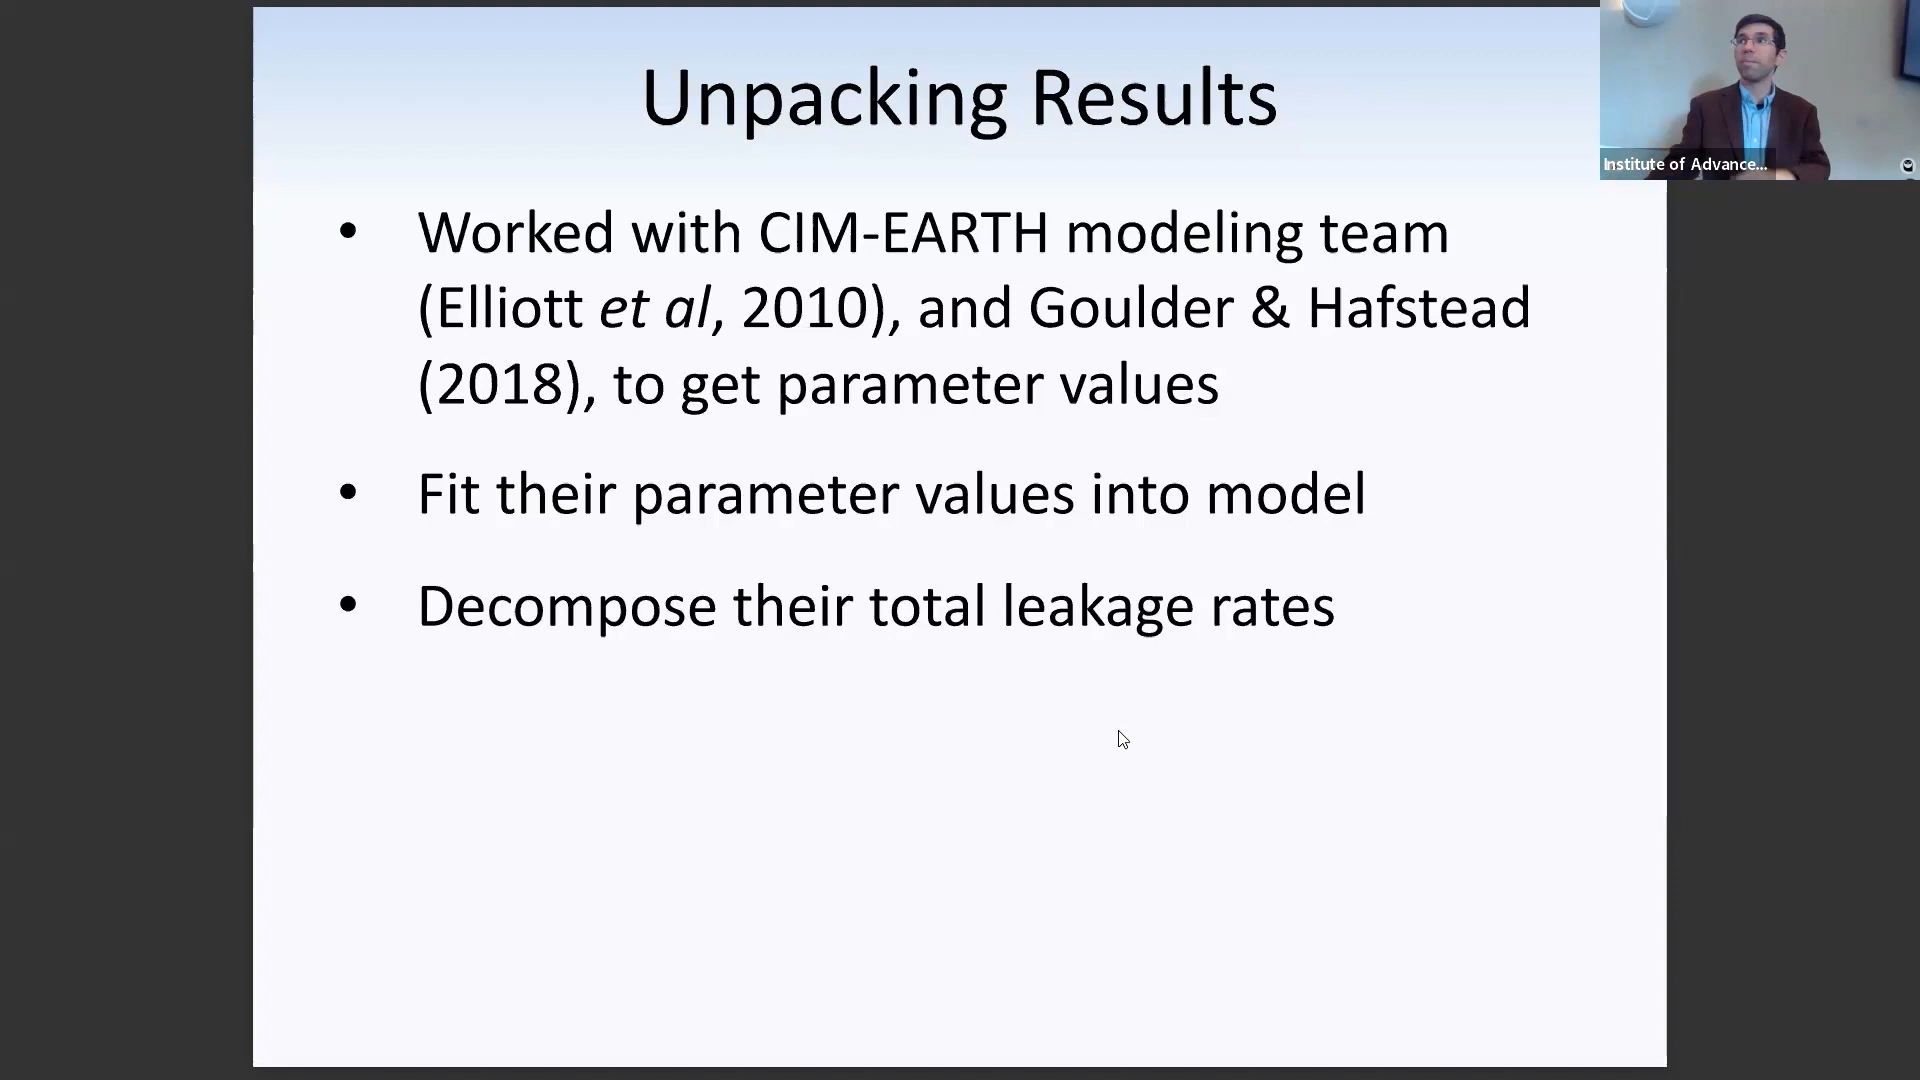 Unpacking Results
Institute of Advance...
• Worked with CIM-EARTH modeling team
(Elliott et al, 2010), and Goulder & Hafstead
(2018), to get parameter values
• Fit their parameter values into model
• Decompose their total leakage rates